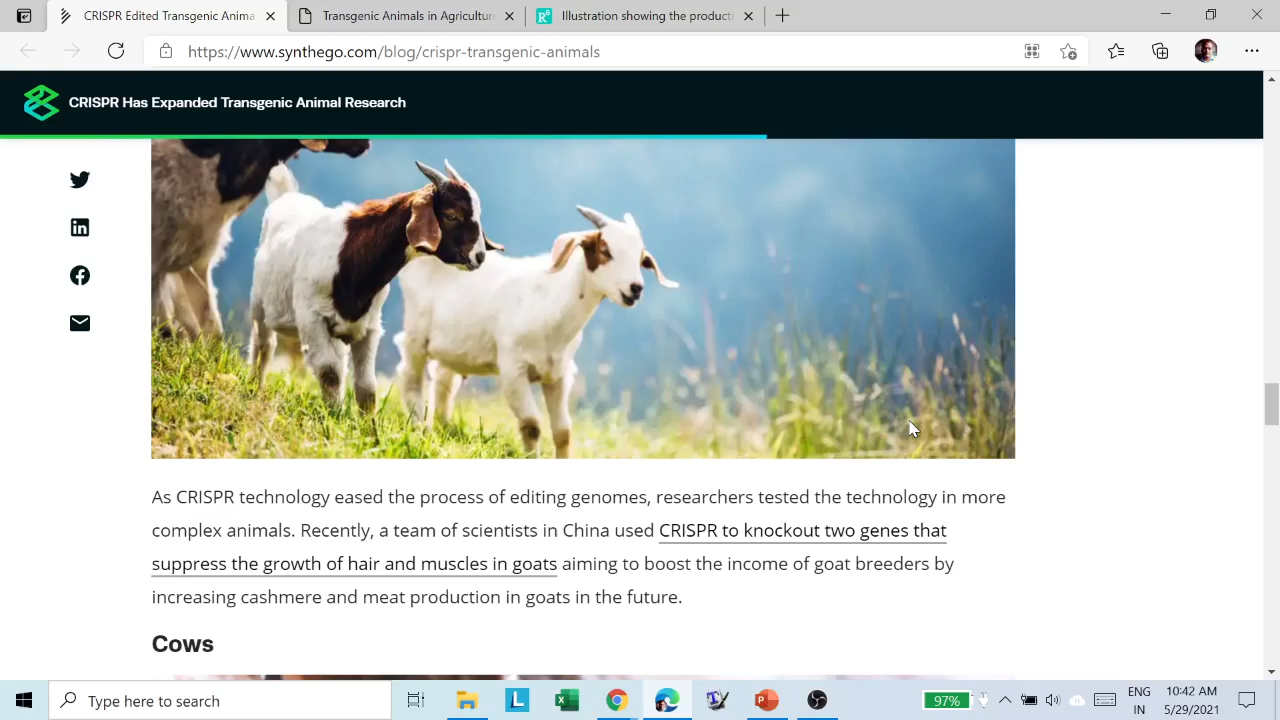 CRISPR Has Expanded Transge
Transgenic Animals in Agricultur
Illustration showing the producti
https://www.synthego.com/blog/crispr-transgenic-animals
CRISPR Has Expanded Transgenic Animal Research
As CRISPR technology eased the process of editing genomes, researchers tested the technology in more
complex animals. Recently, a team of scientists in China used CRISPR to knockout two genes that
suppress the growth of hair and muscles in goats aiming to boost the income of goat breeders by
increasing cashmere and meat production in goats in the future.
Cows
Type here to search
97%
ENG
IN
10:42 AM
5/29/2021